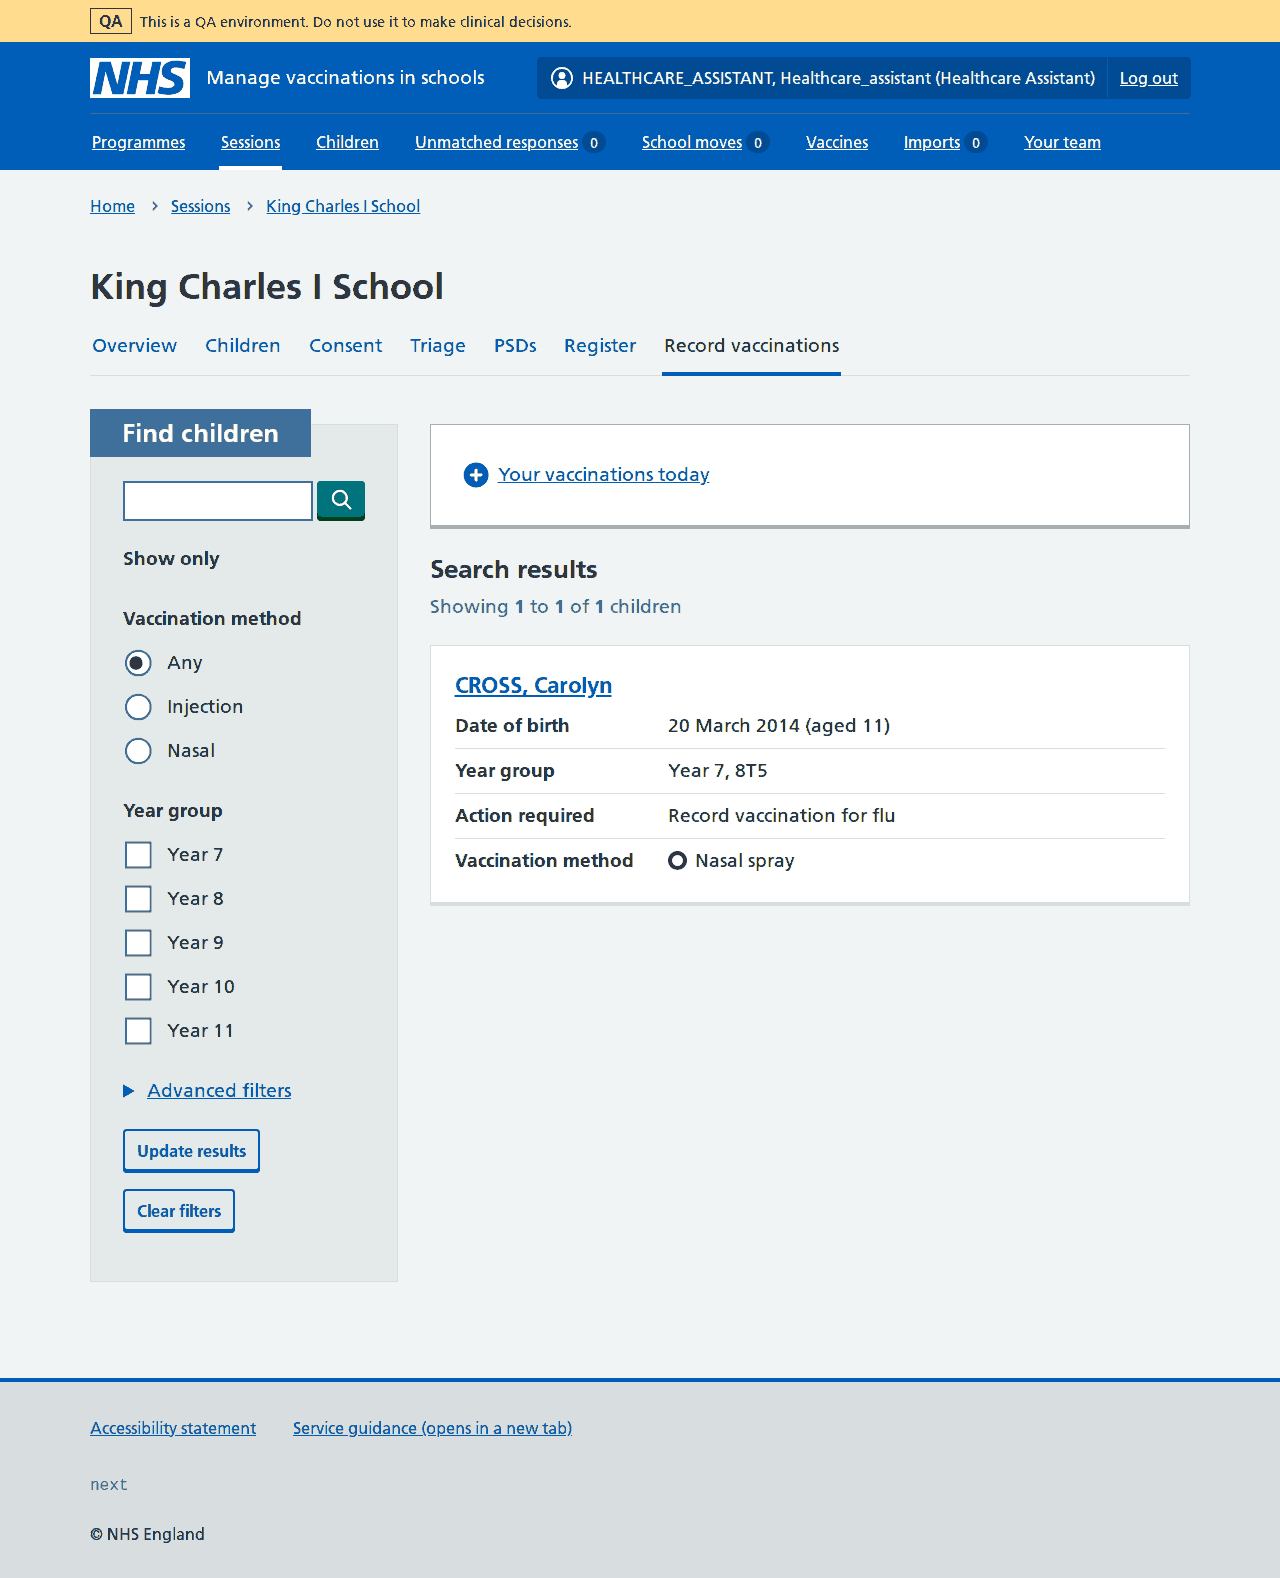 QA This is a QA environment. Do not use it to make clinical decisions.
NHS Manage vaccinations in schools HEALTHCARE_ASSISTANT, Healthcare_assistant (Healthcare Assistant) Log out
Programmes Sessions Children Unmatched responses 0 School moves 0 Vaccines Imports 0 Your team
Home Sessions King Charles I School
King Charles I School
Overview Children Consent Triage PSDs Register Record vaccinations
Find children
Show only
Vaccination method
Any
Injection
Nasal
Year group
Year 7
Year 8
Year 9
Year 10
Year 11
Advanced filters
Update results
Clear filters
Your vaccinations today
Search results
Showing 1 to 1 of 1 children
CROSS, Carolyn
Date of birth 20 March 2014 (aged 11)
Year group Year 7, 8T5
Action required Record vaccination for flu
Vaccination method Nasal spray
Accessibility statement Service guidance (opens in a new tab)
next
© NHS England